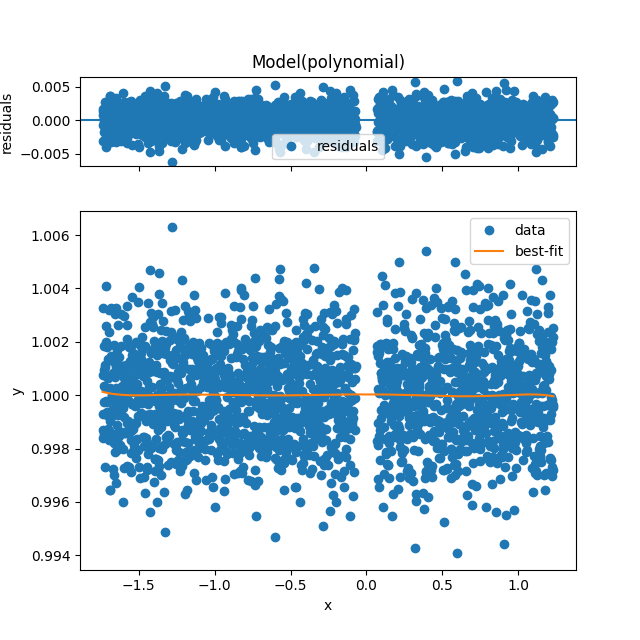 Model(polynomial)
residuals
0.005
0.000
−0.005
residuals
y
1.006
1.004
1.002
1.000
0.998
0.996
0.994
data
best-fit
−1.5
−1.0
−0.5
0.0
0.5
1.0
x